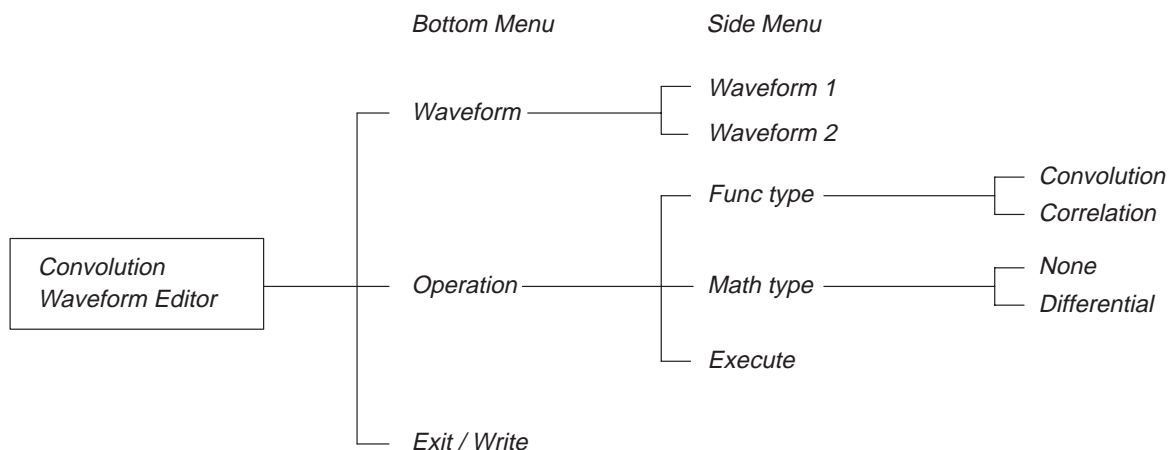 Bottom Menu
Side Menu
Waveform
Waveform 1
Waveform 2
Func type
Convolution
Correlation
Convolution
Waveform Editor
Operation
Math type
None
Differential
Execute
Exit / Write